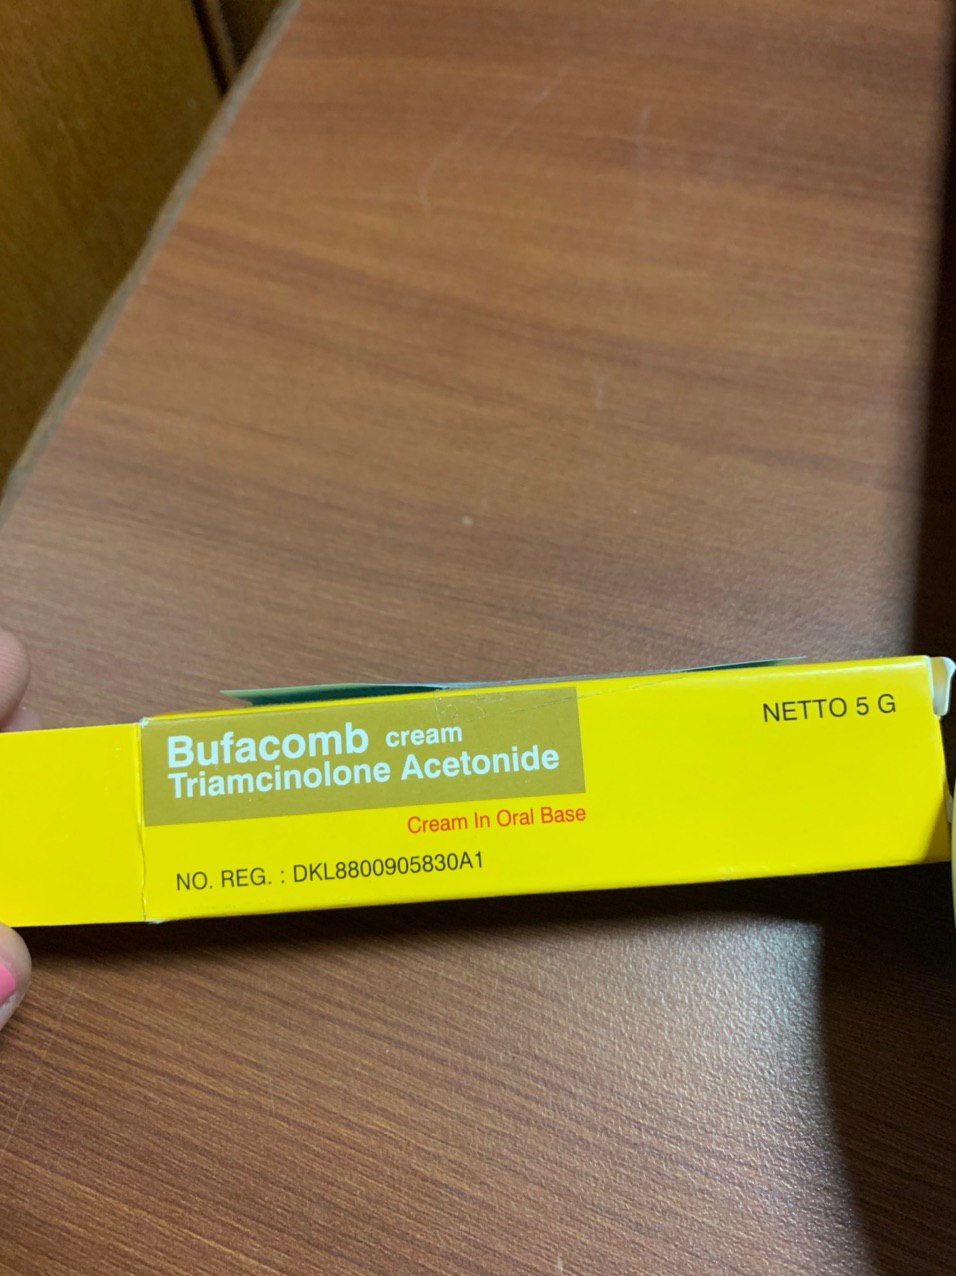 Bufacomb cream
Triamcinolone Acetonide
NETTO 5 G
Cream In Oral Base
NO. REG. : DKL8800905830A1